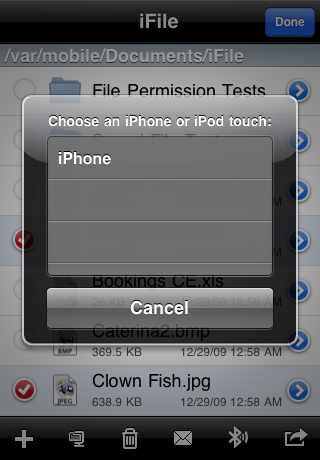 iFile
Done
/var/mobile/Documents/iFile
File Permission Tests
Choose an iPhone or iPod touch:
iPhone
Bookings CE.xls
Cancel
Caterina2.bmp
BMP
369.5 KB
12/29/09 12:58 AM
Clown Fish.jpg
JPEG
638.9 KB
12/29/09 12:58 AM